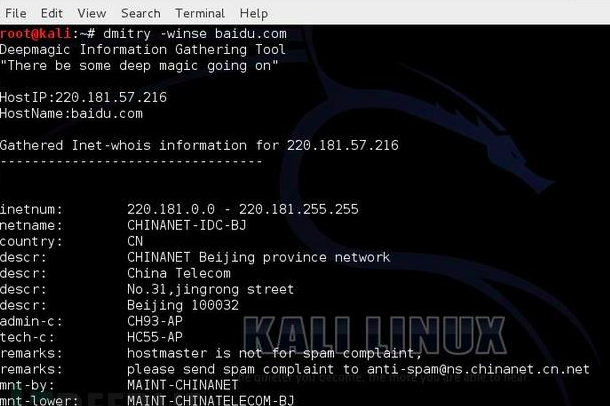 File Edit View Search Terminal Help
root@kali:~# dmitry -winse baidu.com
Deepmagic Information Gathering Tool
"There be some deep magic going on"
HostIP:220.181.57.216
HostName:baidu.com
Gathered Inet-whois information for 220.181.57.216
---------------------------------
inetnum: 220.181.0.0 - 220.181.255.255
netname: CHINANET-IDC-BJ
country: CN
descr: CHINANET Beijing province network
descr: China Telecom
descr: No.31,jingrong street
descr: Beijing 100032
admin-c: CH93-AP
tech-c: HC55-AP
KALI LINUX
remarks: hostmaster is not for spam complaint,
remarks: please send spam complaint to anti-spam@ns.chinanet.cn.net
the quieter you become, the more you are able to hear
mnt-by: MAINT-CHINANET
mnt-lower: MAINT-CHINATELECOM-BJ